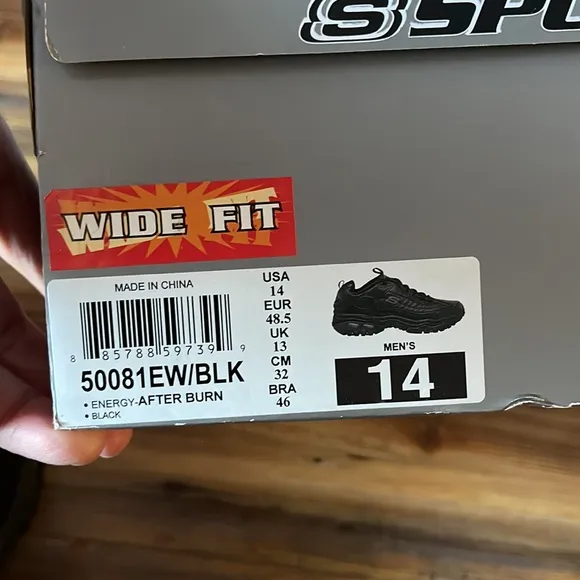 WIDE FIT
MADE IN CHINA
8 85788 59739 9
50081EW/BLK
• ENERGY-AFTER BURN
• BLACK
USA
14
EUR
48.5
UK
13
CM
32
BRA
46
MEN'S
14